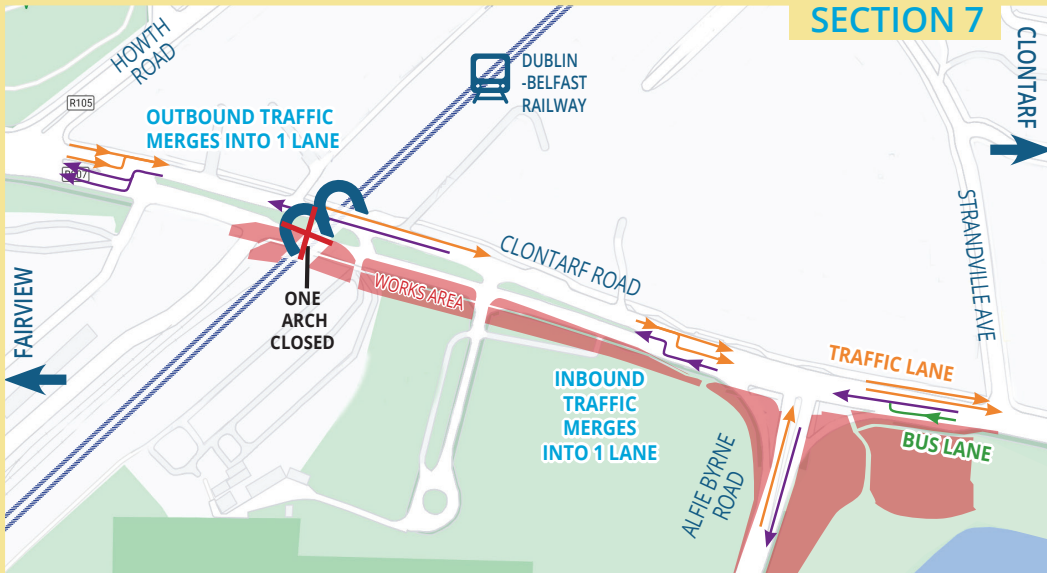 SECTION 7
HOWTH
ROAD
R105
DUBLIN
-BELFAST
RAILWAY
CLONTARF
OUTBOUND TRAFFIC
MERGES INTO 1 LANE
STRANDVILLE AVE
CLONTARF ROAD
WORKS AREA
FAIRVIEW
ONE
ARCH
CLOSED
TRAFFIC LANE
INBOUND
TRAFFIC
MERGES
INTO 1 LANE
BUS LANE
ALFIE BYRNE
ROAD